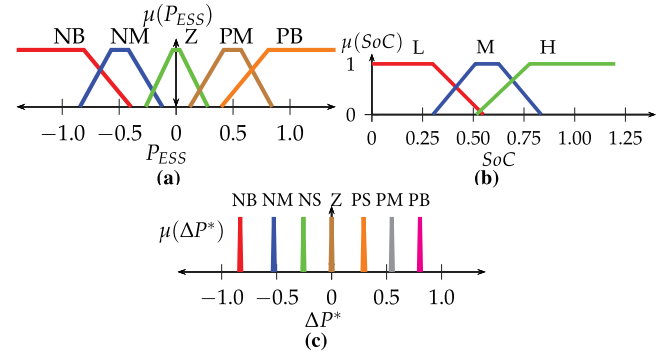 μ(P_ESS)
NB NM Z PM PB
−1.0 −0.5 0 0.5 1.0
P_ESS
(a)
μ(SoC)
L M H
1
0
0 0.25 0.50 0.75 1.00 1.25
SoC
(b)
NB NM NS Z PS PM PB
μ(ΔP*)
−1.0 −0.5 0 0.5 1.0
ΔP*
(c)